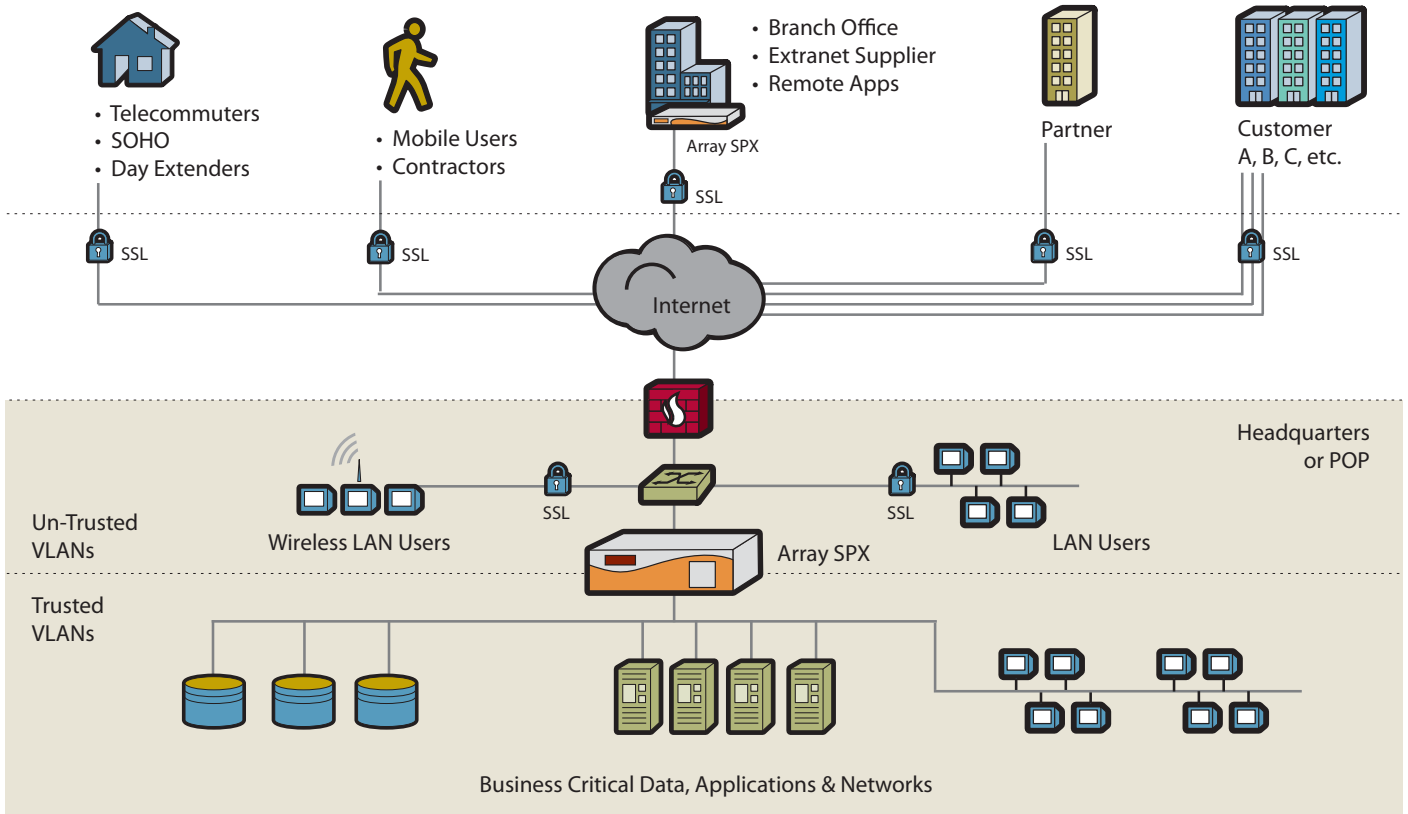 • Telecommuters
• SOHO
• Day Extenders
• Mobile Users
• Contractors
• Branch Office
• Extranet Supplier
• Remote Apps
Array SPX
Partner
Customer
A, B, C, etc.
SSL
SSL
SSL
SSL
SSL
Internet
Headquarters
or POP
SSL
SSL
Un-Trusted
VLANs
Wireless LAN Users
LAN Users
Array SPX
Trusted
VLANs
Business Critical Data, Applications & Networks